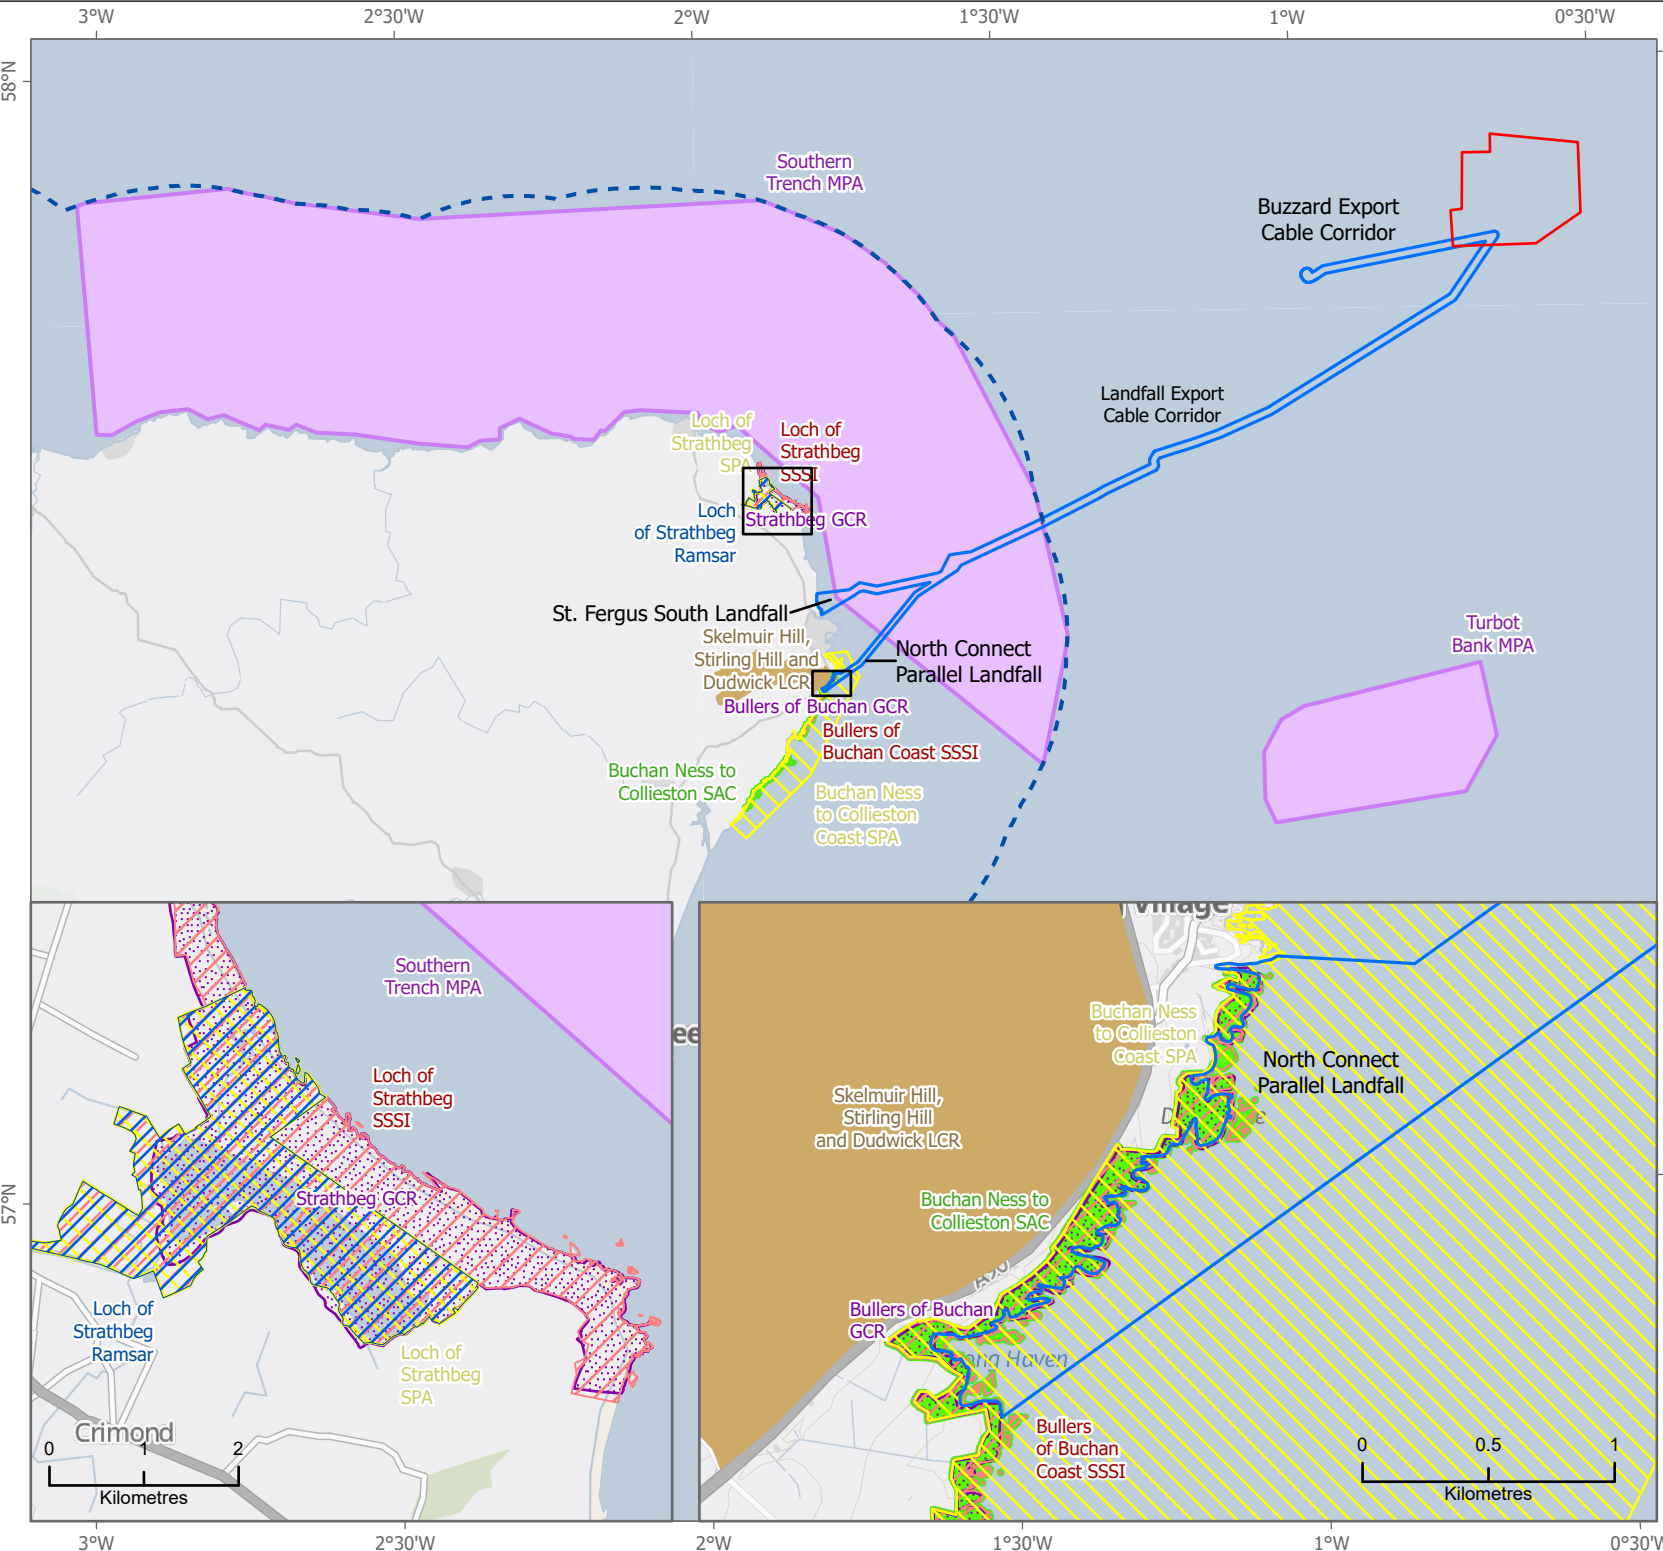 3°W
2°30'W
2°W
1°30'W
1°W
0°30'W
58°N
Southern
Trench MPA
Buzzard Export
Cable Corridor
Landfall Export
Cable Corridor
Loch of
Strathbeg
SPA
Loch of
Strathbeg
SSSI
Loch
of Strathbeg
Ramsar
Strathbeg GCR
St. Fergus South Landfall
Skelmuir Hill,
Stirling Hill and
Dudwick LCR
North Connect
Parallel Landfall
Turbot
Bank MPA
Bullers of Buchan GCR
Bullers of
Buchan Coast SSSI
Buchan Ness to
Collieston SAC
Buchan Ness
to Collieston
Coast SPA
Southern
Trench MPA
Loch of
Strathbeg
SSSI
Strathbeg GCR
Loch of
Strathbeg
Ramsar
Loch of
Strathbeg
SPA
Crimond
0 1 2
Kilometres
ee
Village
Buchan Ness
to Collieston
Coast SPA
North Connect
Parallel Landfall
Skelmuir Hill,
Stirling Hill
and Dudwick LCR
Buchan Ness to
Collieston SAC
A90
Bullers of Buchan
GCR
ong Haven
Bullers
of Buchan
Coast SSSI
0 0.5 1
Kilometres
57°N
3°W
2°30'W
2°W
1°30'W
1°W
0°30'W